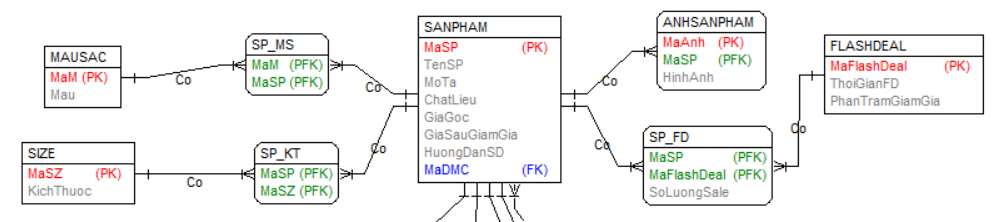 MAUSAC
MaM (PK)
Mau
Co
SP_MS
MaM (PFK)
MaSP (PFK)
Co
SIZE
MaSZ (PK)
KichThuoc
Co
SP_KT
MaSP (PFK)
MaSZ (PFK)
Co
SANPHAM
MaSP (PK)
TenSP
MoTa
ChatLieu
GiaGoc
GiaSauGiamGia
HuongDanSD
MaDMC (FK)
Co
ANHSANPHAM
MaAnh (PK)
MaSP (PFK)
HinhAnh
Co
SP_FD
MaSP (PFK)
MaFlashDeal (PFK)
SoLuongSale
Co
FLASHDEAL
MaFlashDeal (PK)
ThoiGianFD
PhanTramGiamGia